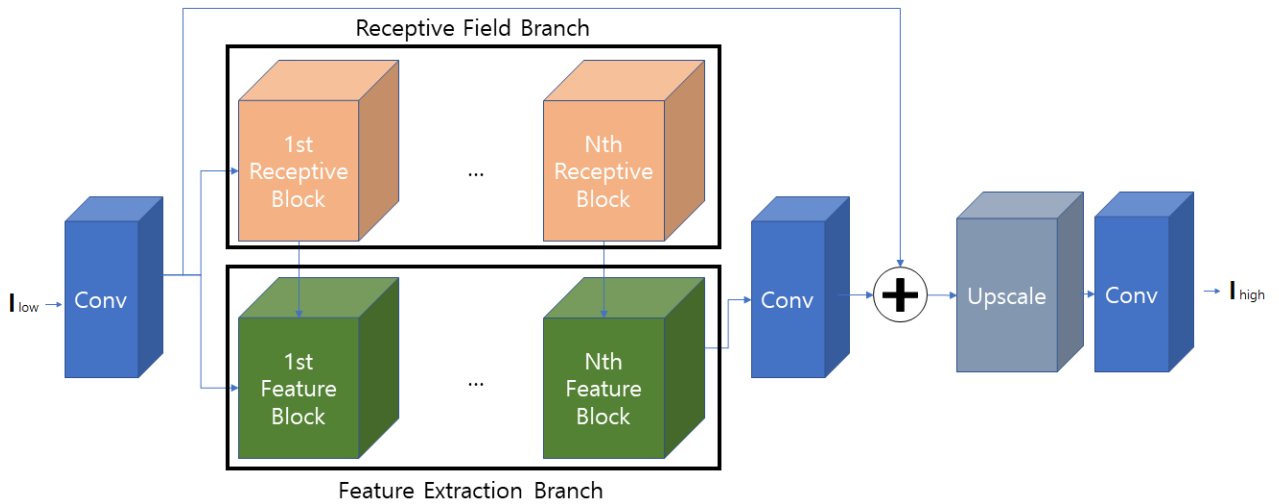 Receptive Field Branch
1st
Receptive
Block
...
Nth
Receptive
Block
I low
Conv
1st
Feature
Block
...
Nth
Feature
Block
Conv
+
Upscale
Conv
I high
Feature Extraction Branch